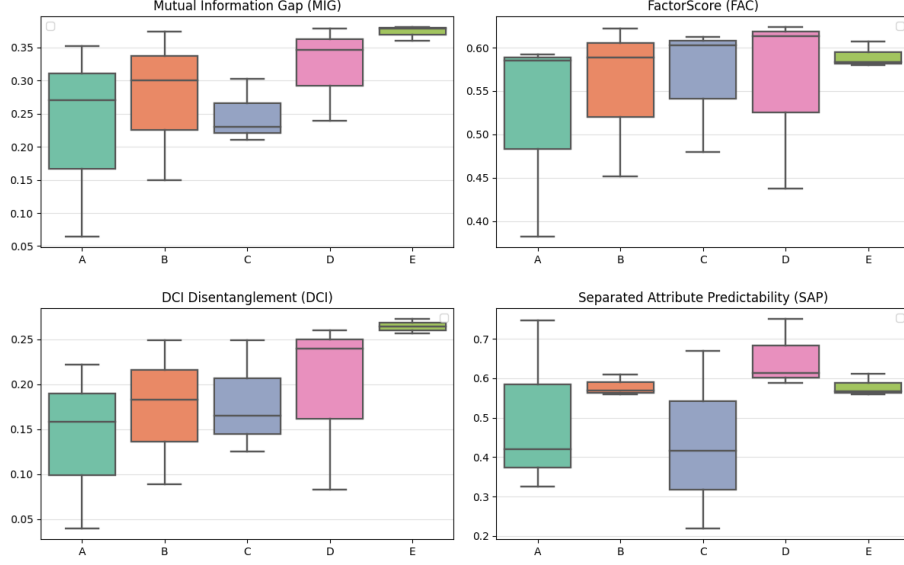 Mutual Information Gap (MIG)
0.35
0.30
0.25
0.20
0.15
0.10
0.05
A B C D E
FactorScore (FAC)
0.60
0.55
0.50
0.45
0.40
A B C D E
DCI Disentanglement (DCI)
0.25
0.20
0.15
0.10
0.05
A B C D E
Separated Attribute Predictability (SAP)
0.7
0.6
0.5
0.4
0.3
0.2
A B C D E